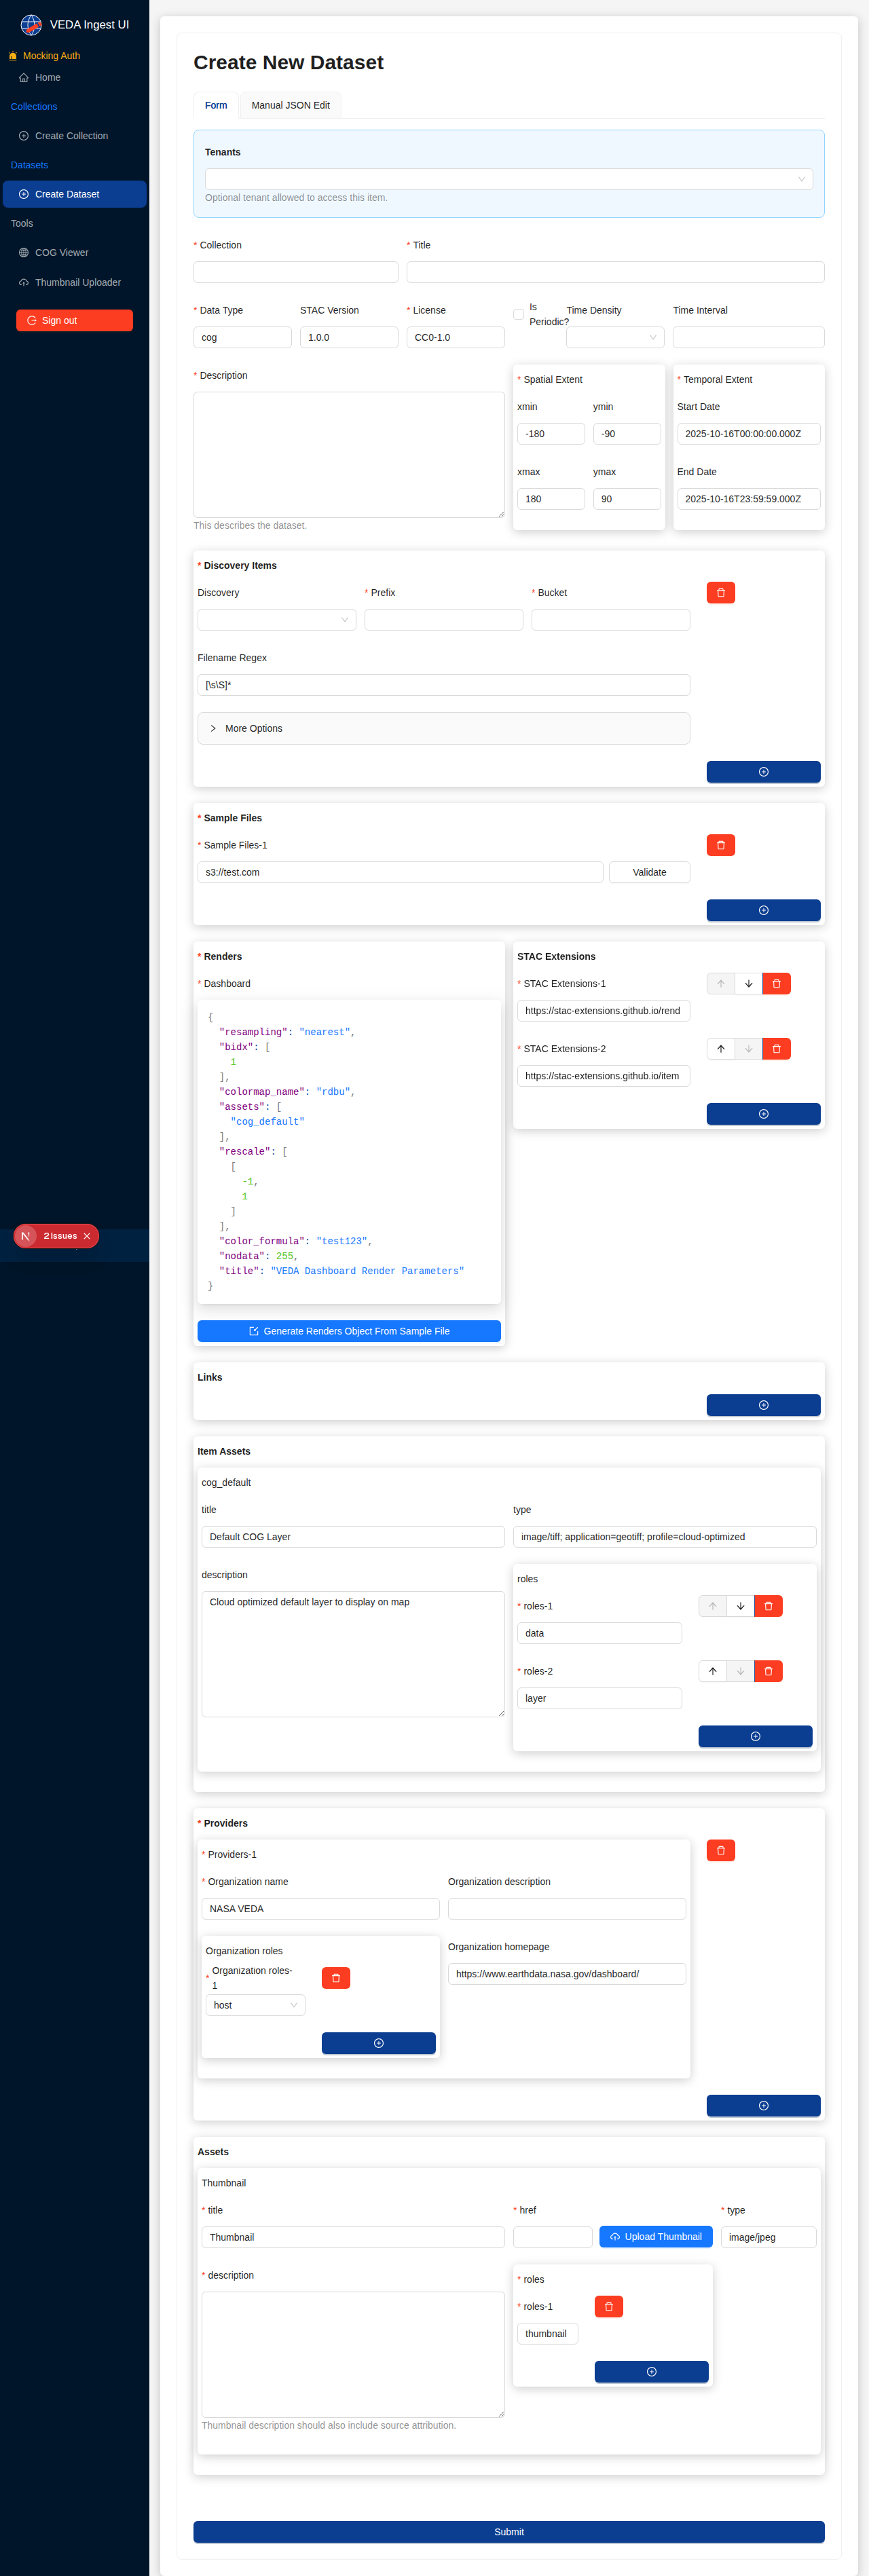 VEDA Ingest UI
Mocking Auth
Home
Collections
Create Collection
Datasets
Create Dataset
Tools
COG Viewer
Thumbnail Uploader
Sign out
2 Issues
Create New Dataset
Form
Manual JSON Edit
Tenants
Optional tenant allowed to access this item.
* Collection
* Title
* Data Type
STAC Version
* License
Is Periodic?
Time Density
Time Interval
cog
1.0.0
CC0-1.0
* Description
This describes the dataset.
* Spatial Extent
xmin
ymin
-180
-90
xmax
ymax
180
90
* Temporal Extent
Start Date
2025-10-16T00:00:00.000Z
End Date
2025-10-16T23:59:59.000Z
* Discovery Items
Discovery
* Prefix
* Bucket
Filename Regex
[\s\S]*
More Options
* Sample Files
* Sample Files-1
s3://test.com
Validate
* Renders
* Dashboard
{
"resampling": "nearest",
"bidx": [
1
],
"colormap_name": "rdbu",
"assets": [
"cog_default"
],
"rescale": [
[
-1,
1
]
],
"color_formula": "test123",
"nodata": 255,
"title": "VEDA Dashboard Render Parameters"
}
Generate Renders Object From Sample File
STAC Extensions
* STAC Extensions-1
https://stac-extensions.github.io/rend
* STAC Extensions-2
https://stac-extensions.github.io/item
Links
Item Assets
cog_default
title
type
Default COG Layer
image/tiff; application=geotiff; profile=cloud-optimized
description
Cloud optimized default layer to display on map
roles
* roles-1
data
* roles-2
layer
* Providers
* Providers-1
* Organization name
Organization description
NASA VEDA
Organization roles
* Organization roles-
1
host
Organization homepage
https://www.earthdata.nasa.gov/dashboard/
Assets
Thumbnail
* title
* href
* type
Thumbnail
Upload Thumbnail
image/jpeg
* description
Thumbnail description should also include source attribution.
* roles
* roles-1
thumbnail
Submit